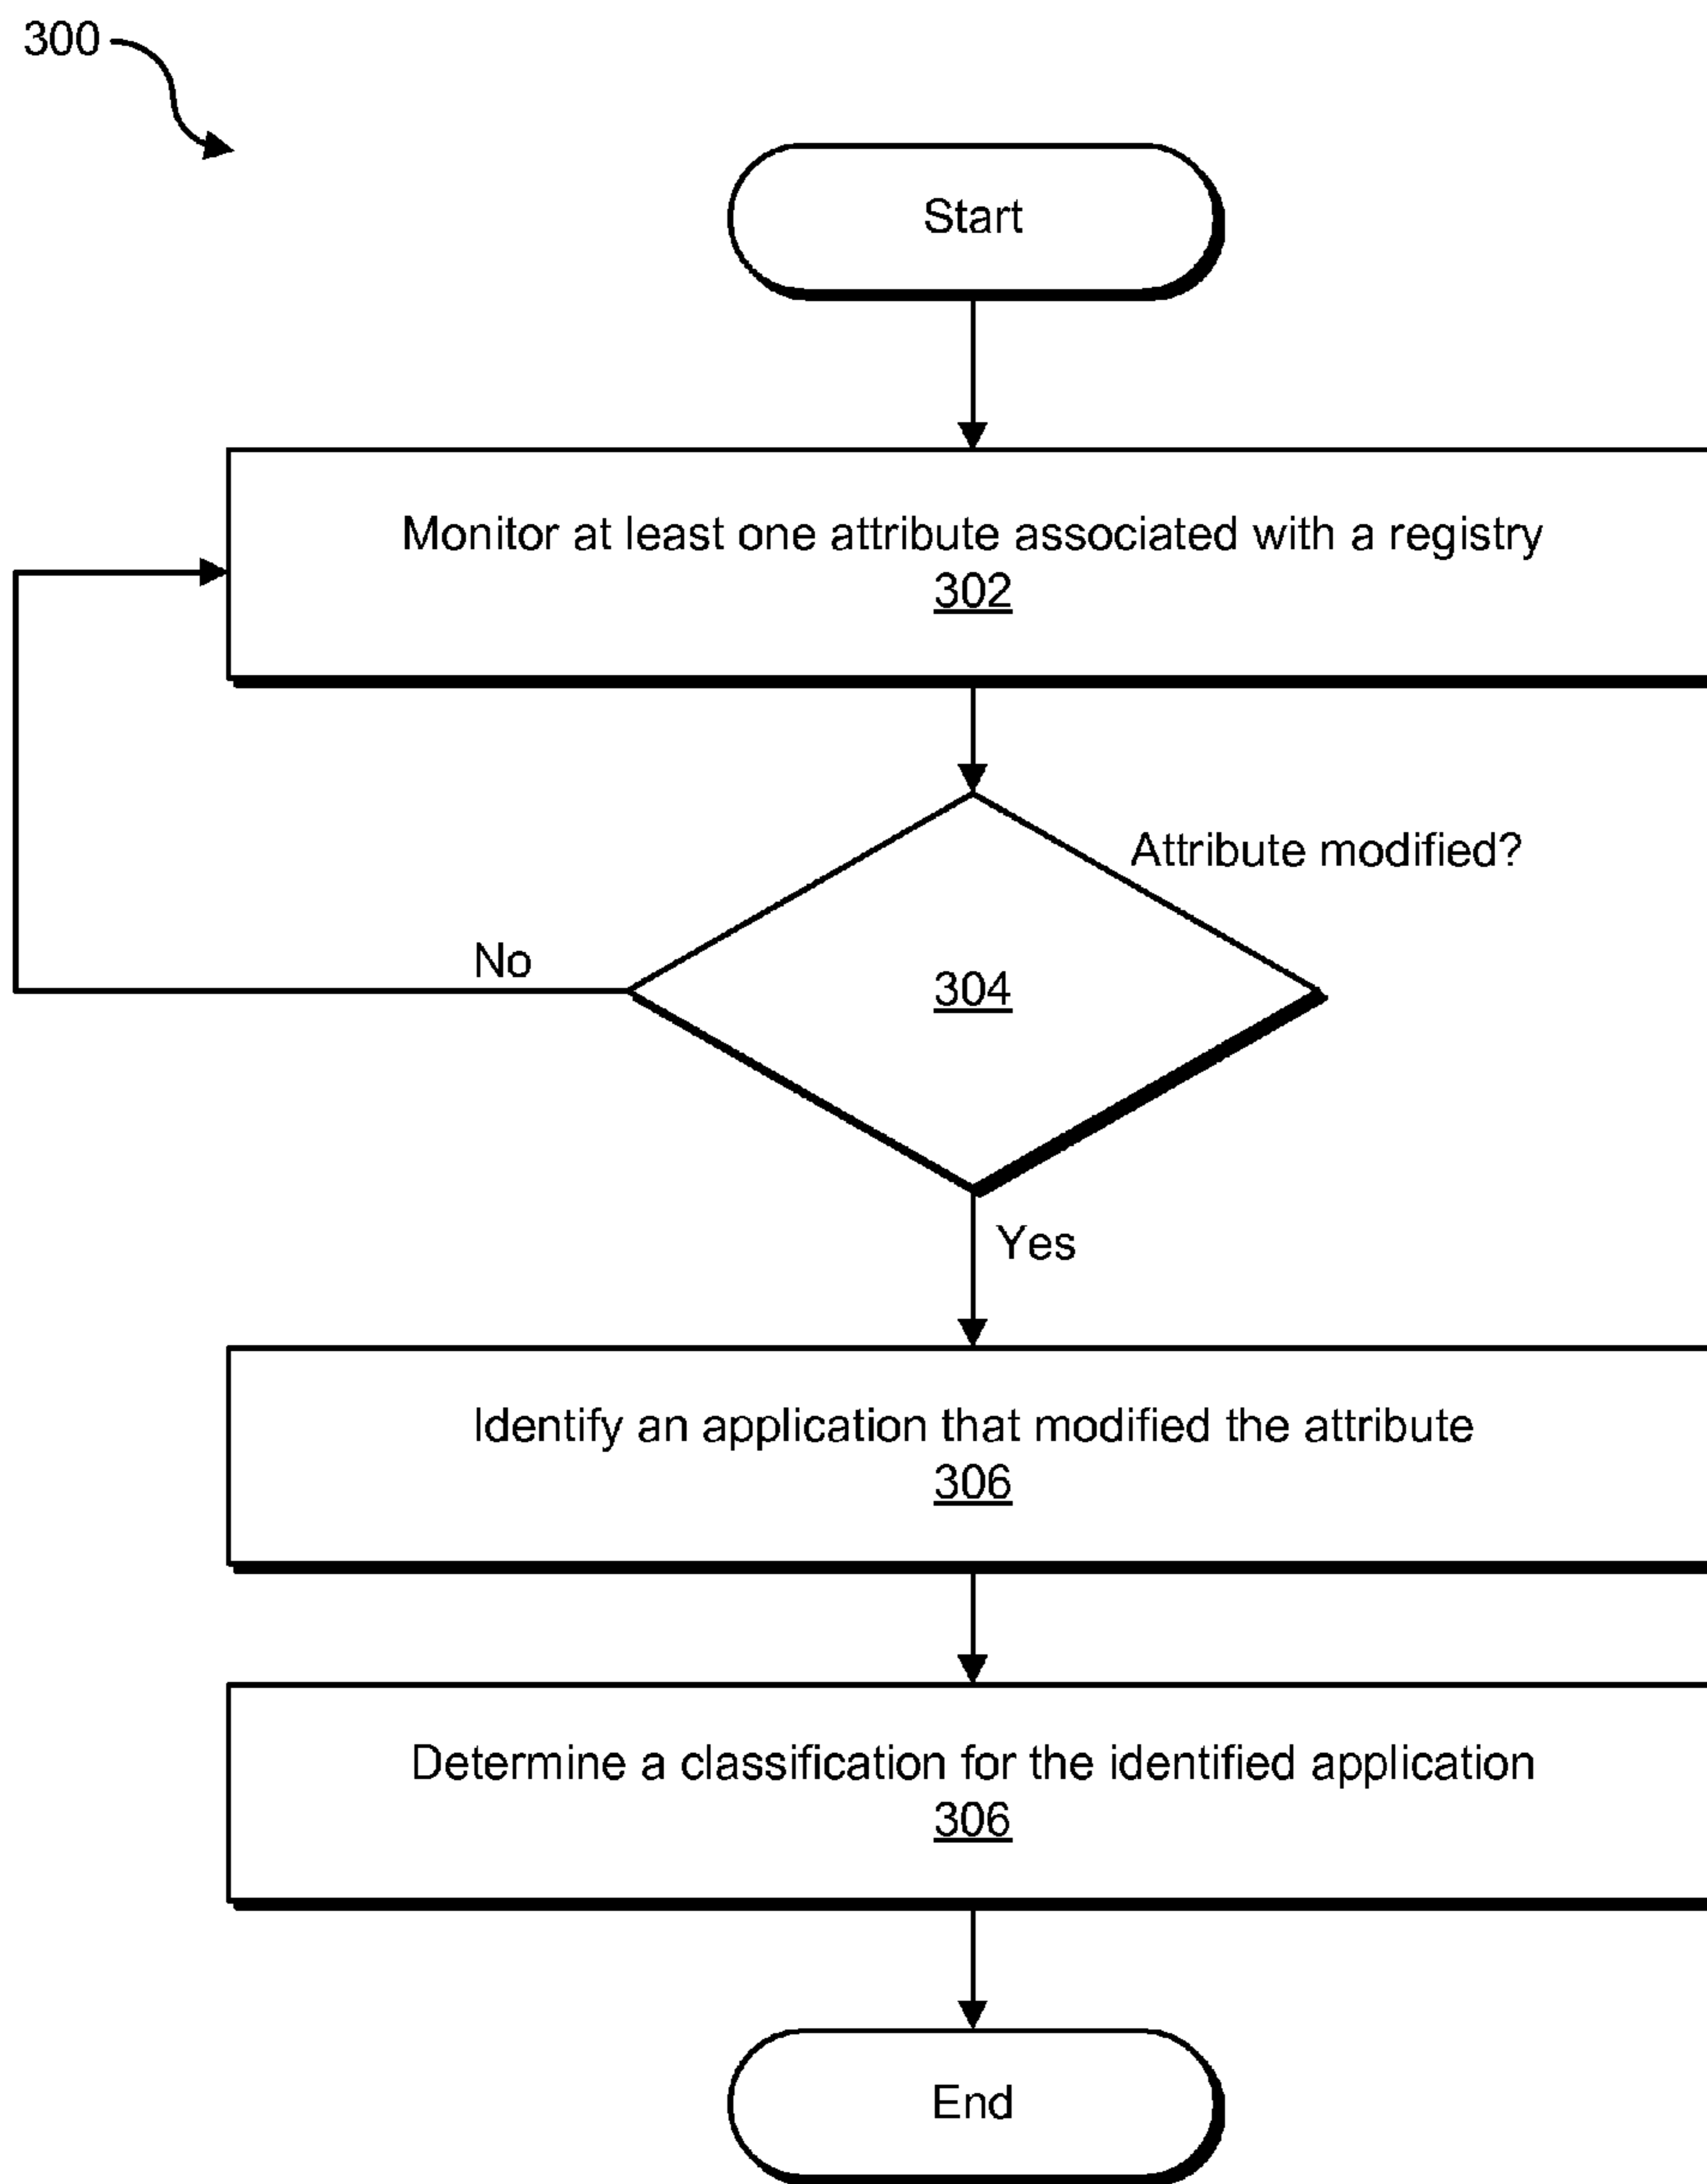 300
Start
Monitor at least one attribute associated with a registry
302
Attribute modified?
No
304
Yes
Identify an application that modified the attribute
306
Determine a classification for the identified application
306
End